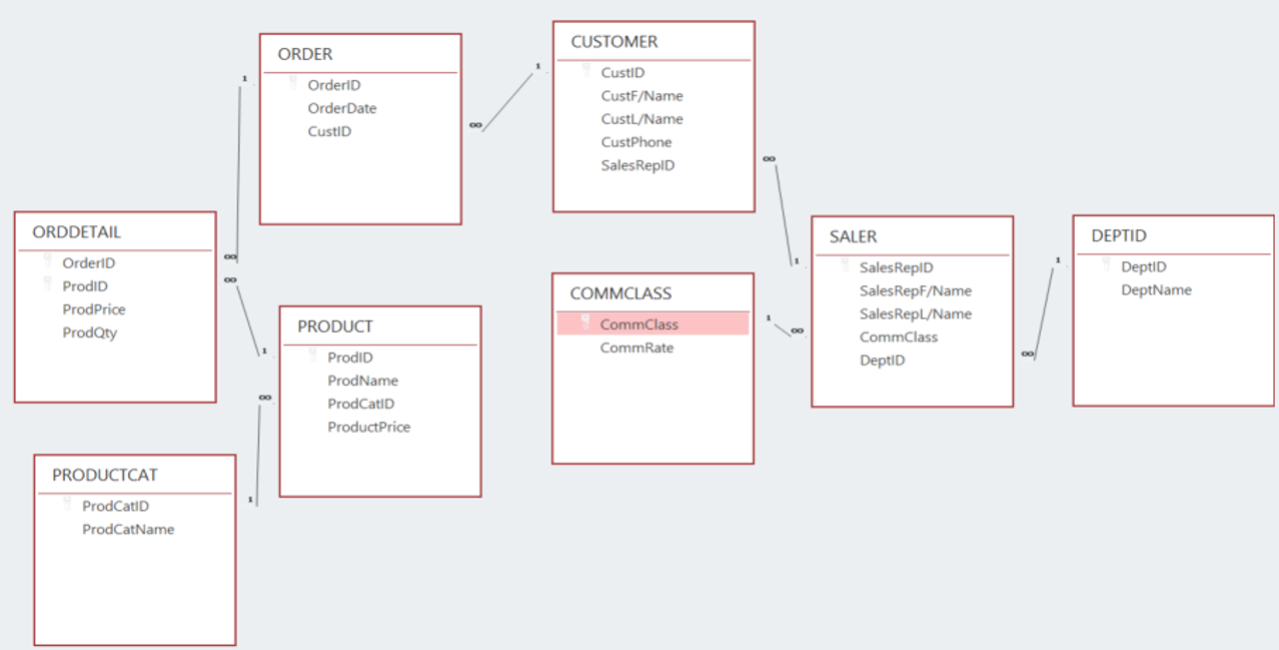 ORDER
OrderID
OrderDate
CustID
1
∞
CUSTOMER
CustID
CustF/Name
CustL/Name
CustPhone
SalesRepID
1
∞
ORDDETAIL
OrderID
ProdID
ProdPrice
ProdQty
∞
∞
PRODUCT
ProdID
ProdName
ProdCatID
ProductPrice
1
∞
COMMCLASS
CommClass
CommRate
1
∞
SALER
SalesRepID
SalesRepF/Name
SalesRepL/Name
CommClass
DeptID
1
∞
DEPTID
DeptID
DeptName
1
PRODUCTCAT
ProdCatID
ProdCatName
1